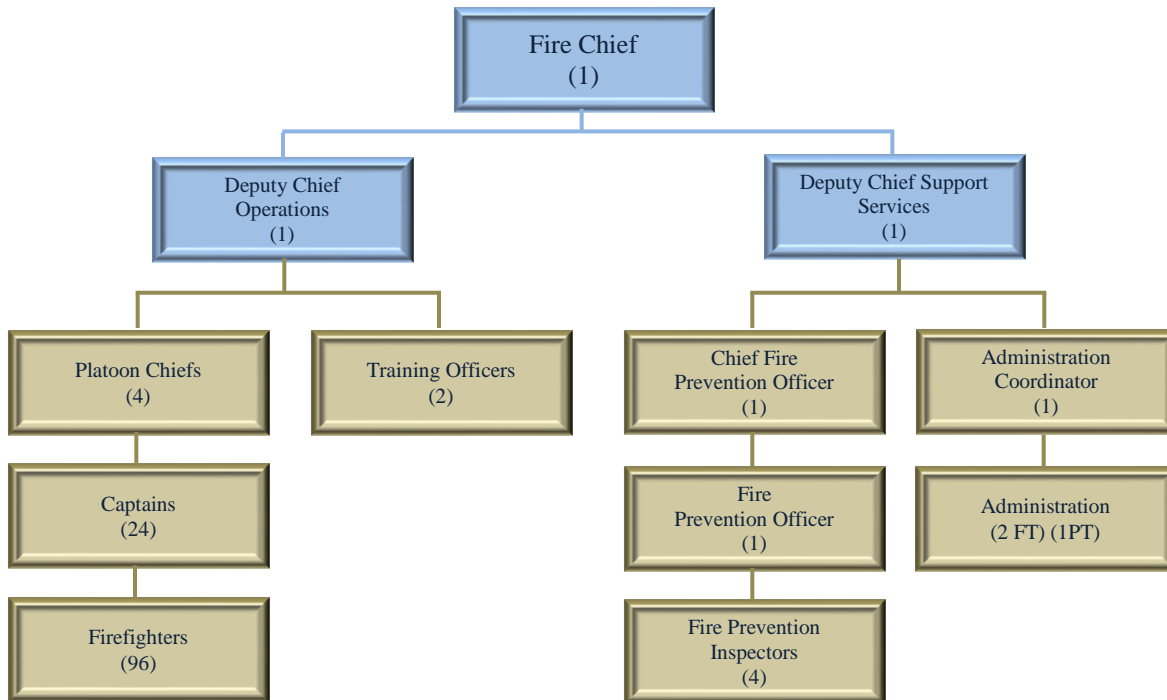 Fire Chief
(1)
Deputy Chief
Operations
(1)
Deputy Chief Support
Services
(1)
Platoon Chiefs
(4)
Training Officers
(2)
Chief Fire
Prevention Officer
(1)
Administration
Coordinator
(1)
Captains
(24)
Fire
Prevention Officer
(1)
Administration
(2 FT) (1PT)
Firefighters
(96)
Fire Prevention
Inspectors
(4)